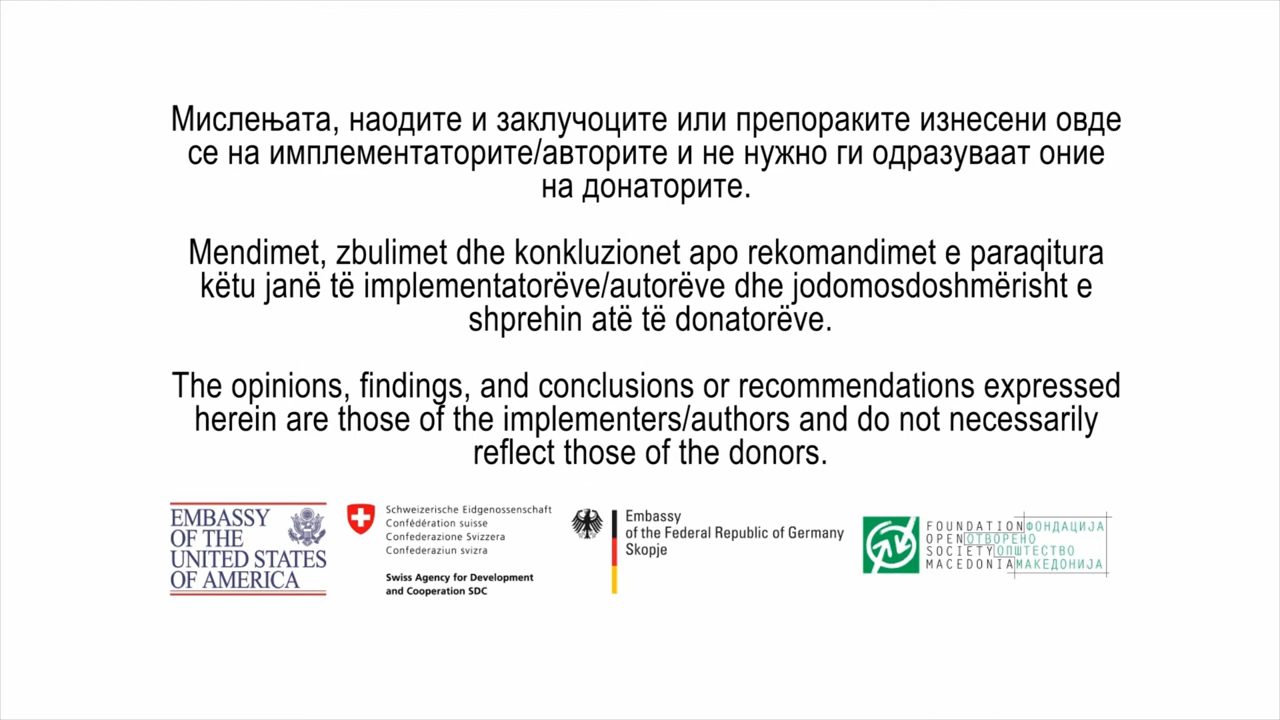 Мислењата, наодите и заклучоците или препораките изнесени овде
се на имплементаторите/авторите и не нужно ги одразуваат оние
на донаторите.
Mendimet, zbulimet dhe konkluzionet apo rekomandimet e paraqitura
këtu janë të implementatorëve/autorëve dhe jodomosdoshmërisht e
shprehin atë të donatorëve.
The opinions, findings, and conclusions or recommendations expressed
herein are those of the implementers/authors and do not necessarily
reflect those of the donors.
EMBASSY
OF THE
UNITED STATES
OF AMERICA
Schweizerische Eidgenossenschaft
Confédération suisse
Confederazione Svizzera
Confederaziun svizra
Swiss Agency for Development
and Cooperation SDC
Embassy
of the Federal Republic of Germany
Skopje
FOUNDATION ФОНДАЦИЈА
OPEN ОТВОРЕНО
SOCIETY ОПШТЕСТВО
MACEDONIA МАКЕДОНИЈА